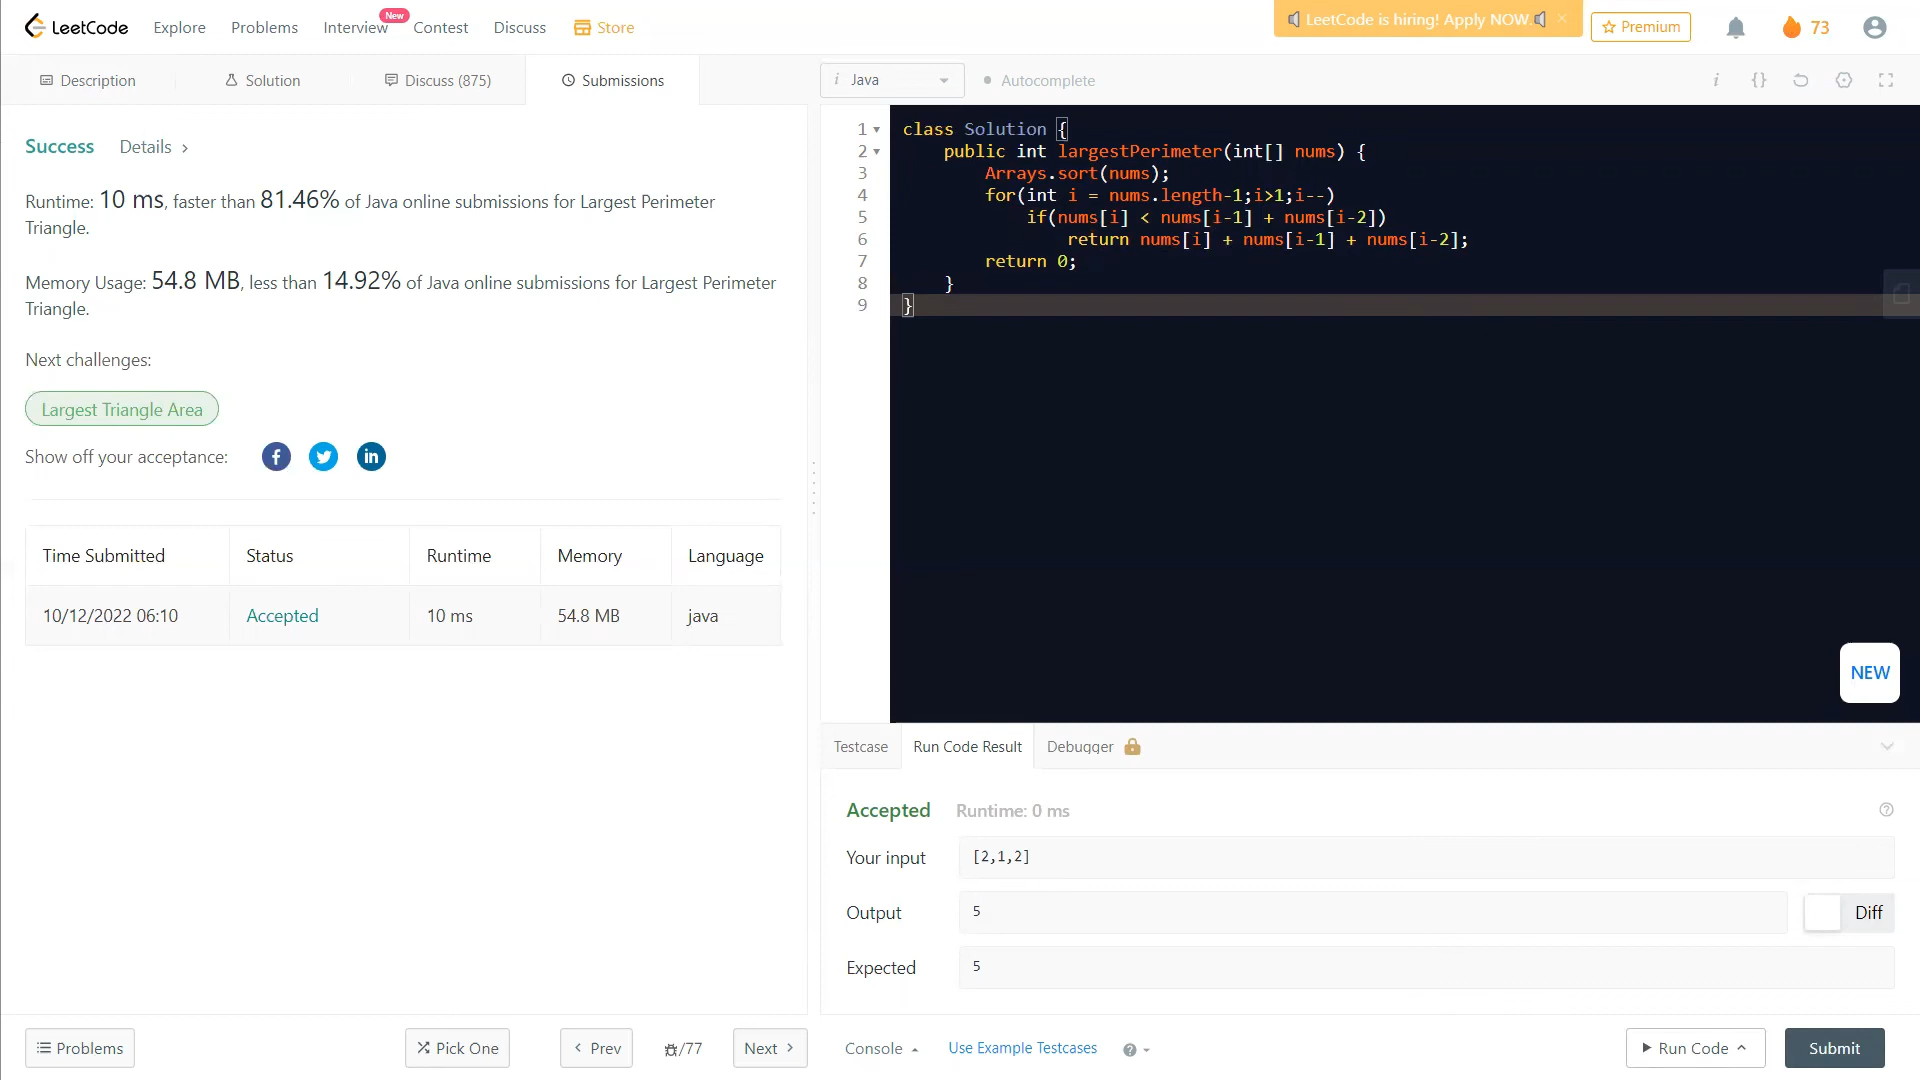 LeetCode
Explore
Problems
Interview
New
Contest
Discuss
Store
LeetCode is hiring! Apply NOW.
Premium
73
Description
Solution
Discuss (875)
Submissions
i Java
Autocomplete
i
{}
Success
Details
Runtime: 10 ms, faster than 81.46% of Java online submissions for Largest Perimeter
Triangle.
Memory Usage: 54.8 MB, less than 14.92% of Java online submissions for Largest Perimeter
Triangle.
Next challenges:
Largest Triangle Area
Show off your acceptance:
Time Submitted Status Runtime Memory Language
10/12/2022 06:10 Accepted 10 ms 54.8 MB java
1 class Solution {
2 public int largestPerimeter(int[] nums) {
3 Arrays.sort(nums);
4 for(int i = nums.length-1;i>1;i--)
5 if(nums[i] < nums[i-1] + nums[i-2])
6 return nums[i] + nums[i-1] + nums[i-2];
7 return 0;
8 }
9 }
NEW
Testcase
Run Code Result
Debugger
Accepted
Runtime: 0 ms
Your input
[2,1,2]
Output
5
Diff
Expected
5
Problems
Pick One
Prev
/77
Next
Console
Use Example Testcases
Run Code
Submit